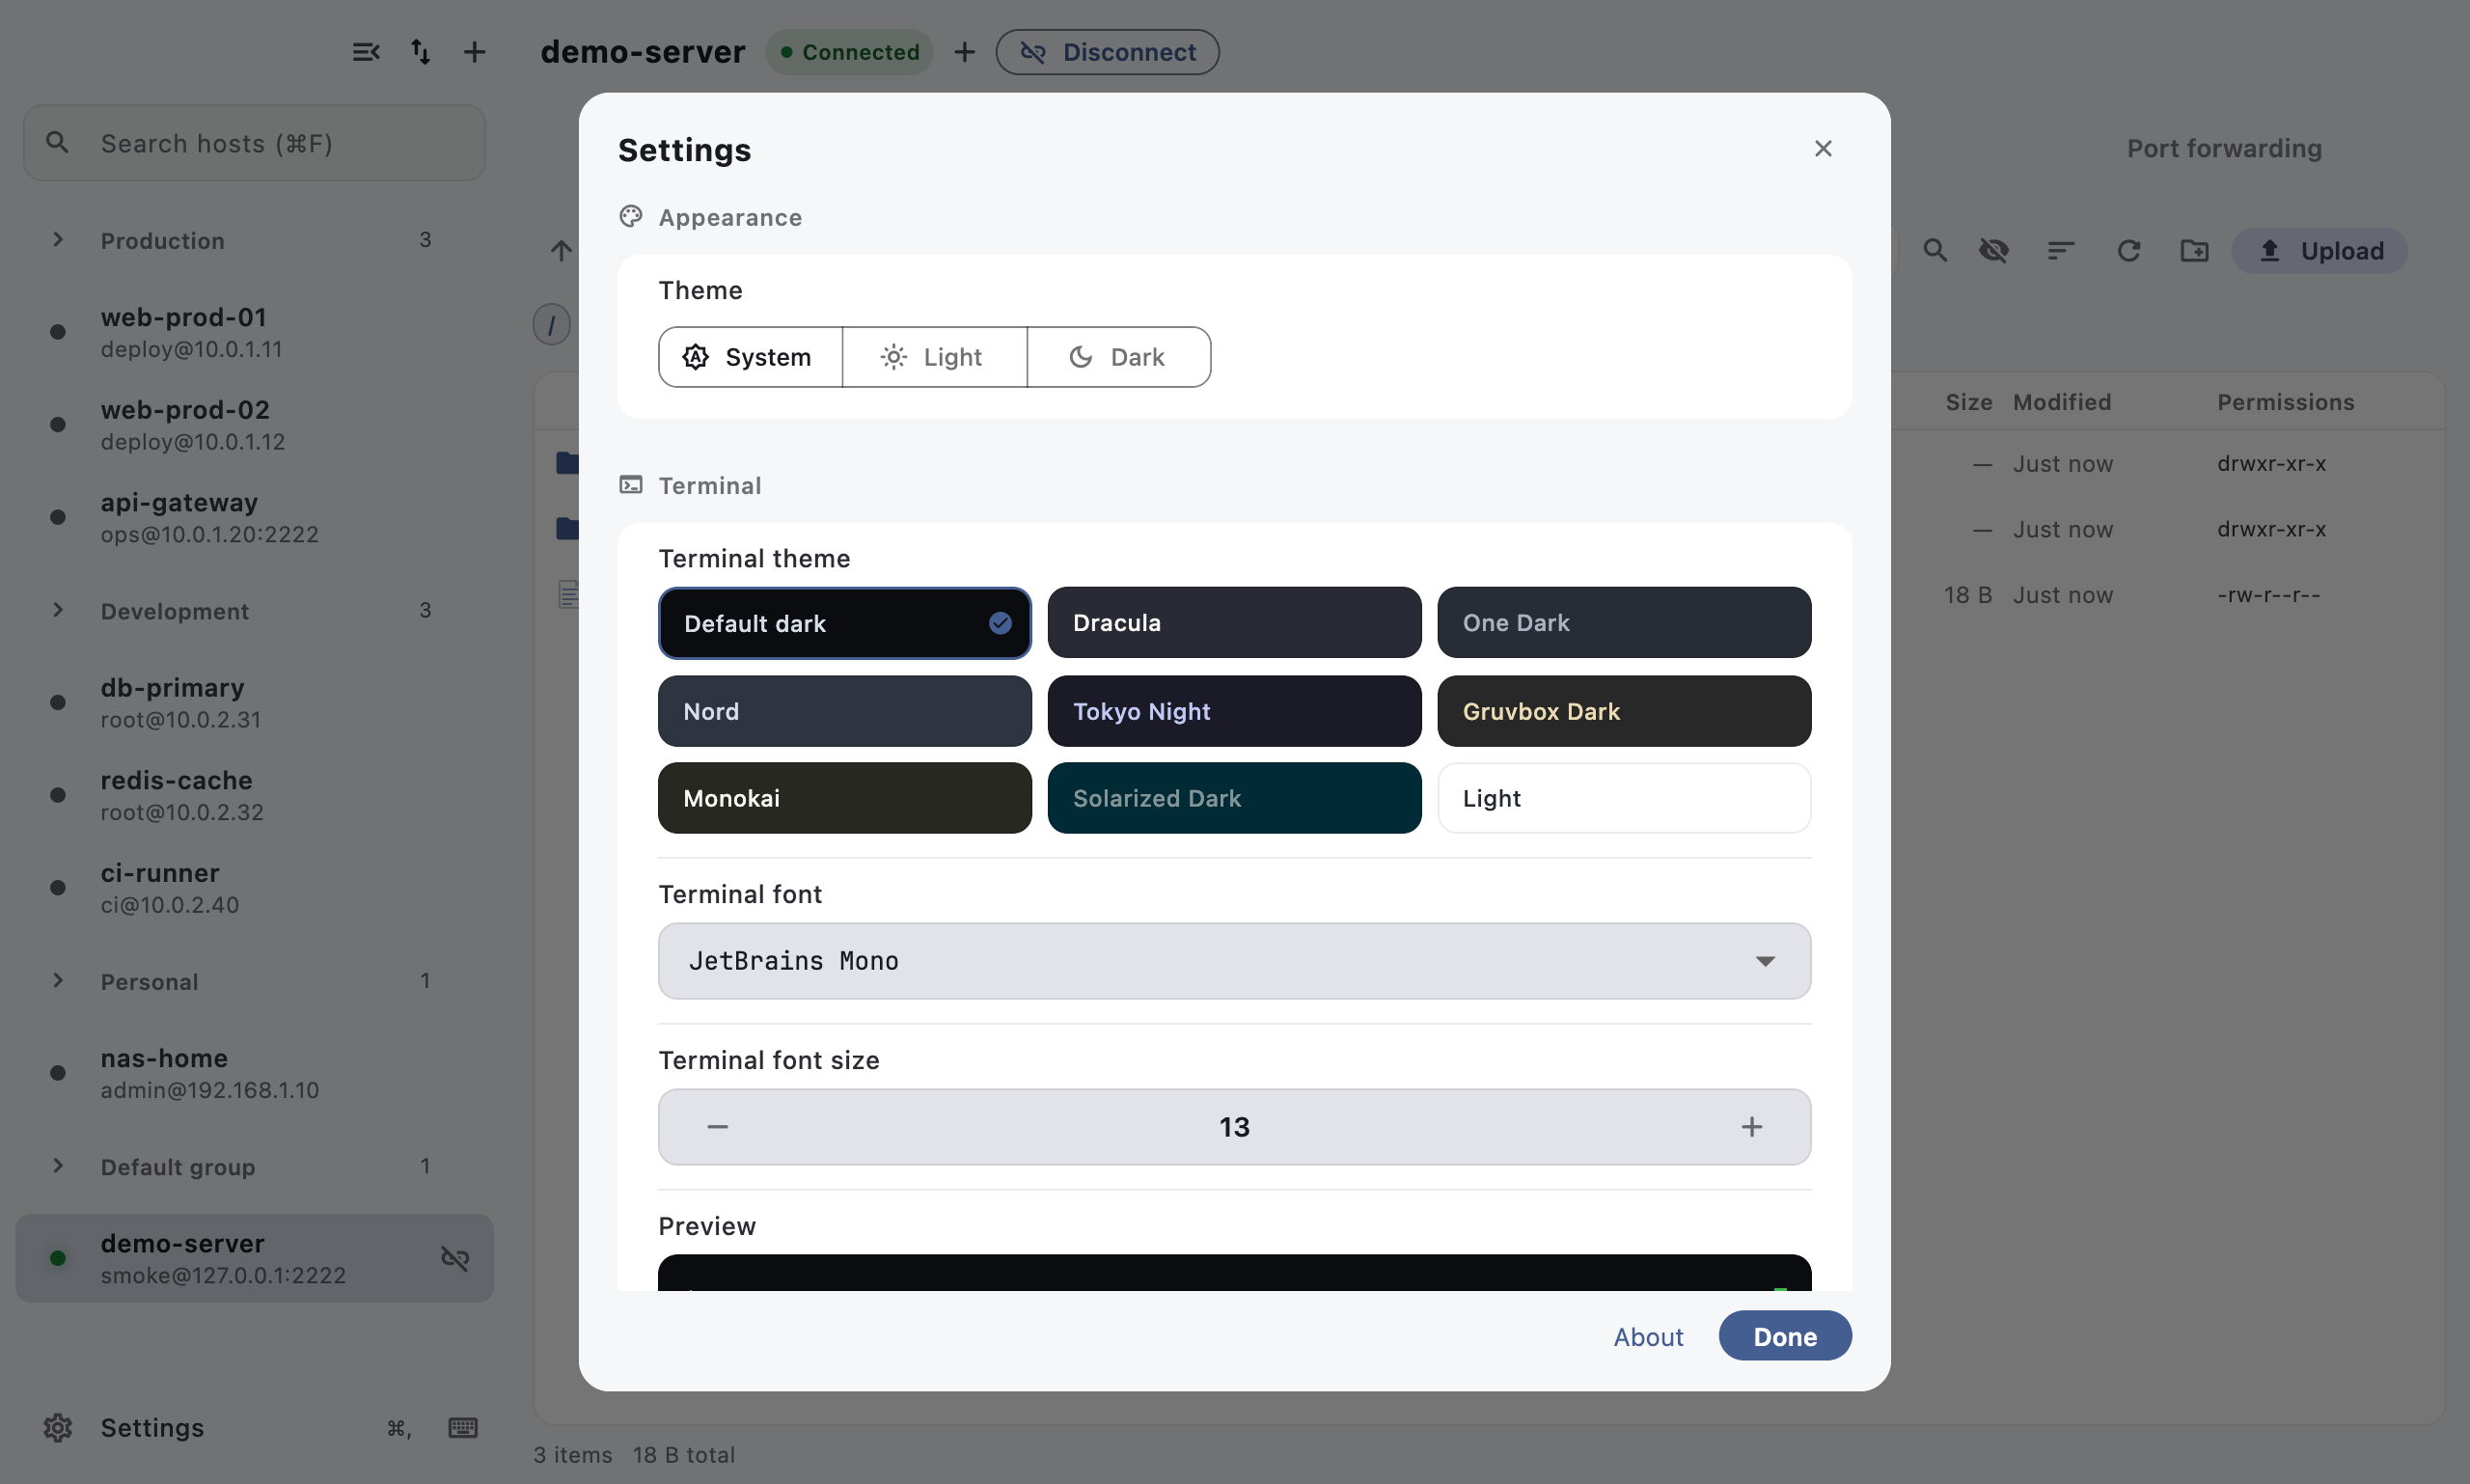 demo-server
Connected
Disconnect
Search hosts (⌘F)
Production 3
web-prod-01
deploy@10.0.1.11
web-prod-02
deploy@10.0.1.12
api-gateway
ops@10.0.1.20:2222
Development 3
db-primary
root@10.0.2.31
redis-cache
root@10.0.2.32
ci-runner
ci@10.0.2.40
Personal 1
nas-home
admin@192.168.1.10
Default group 1
demo-server
smoke@127.0.0.1:2222
Settings ⌘,
Settings
Appearance
Theme
System Light Dark
Terminal
Terminal theme
Default dark Dracula One Dark
Nord Tokyo Night Gruvbox Dark
Monokai Solarized Dark Light
Terminal font
JetBrains Mono
Terminal font size
13
Preview
About Done
Port forwarding
Upload
/
Size Modified Permissions
— Just now drwxr-xr-x
— Just now drwxr-xr-x
18 B Just now -rw-r--r--
3 items 18 B total